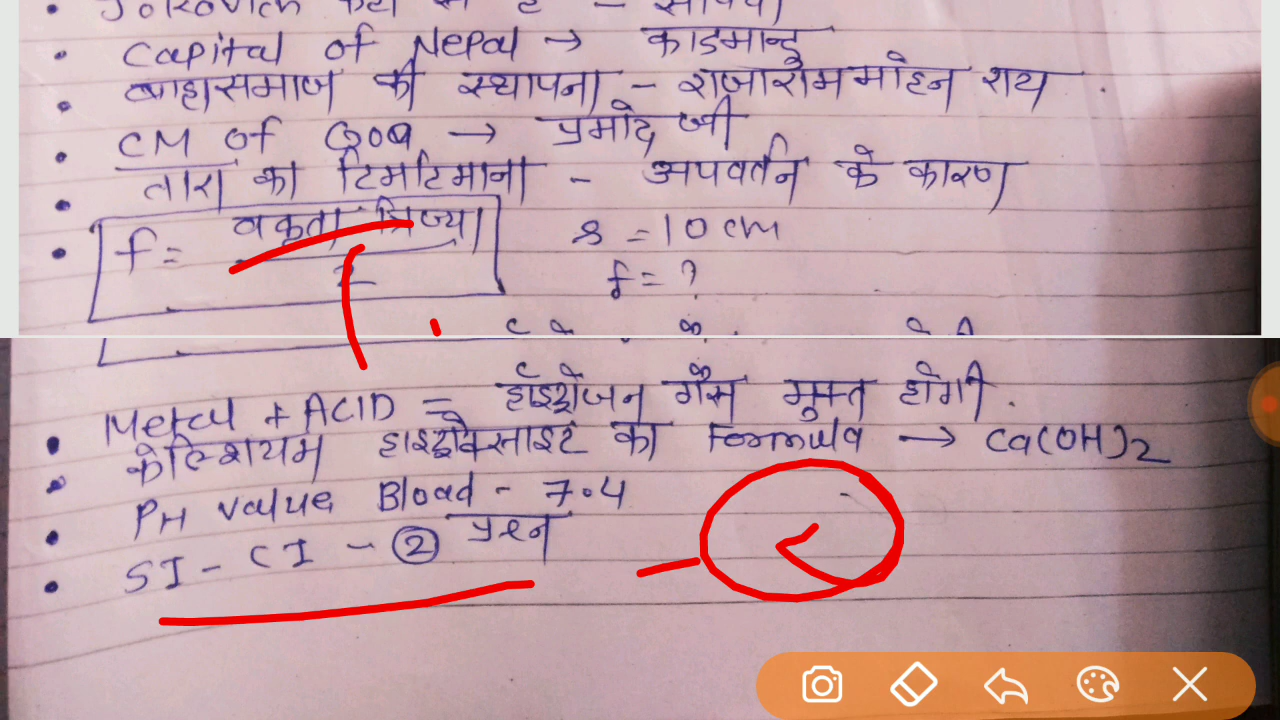 Capital of Nepal → काठमान्डु
ब्राह्मसमाज की स्थापना - राजाराम मोहन राय
CM of Goa → प्रमोद जी
तारा का टिमटिमाना - अपवर्तन के कारण
f = वक्रता त्रिज्या / 2
r = 10 cm
f = ?
Metal + ACID = हाइड्रोजन गैस मुक्त होगी.
केल्शियम हाइड्रोक्साइट का Formula → Ca(OH)2
PH value Blood - 7.4
SI - CI - ② प्रश्न